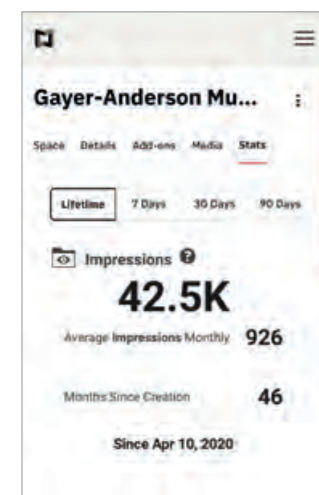 Gayer-Anderson Mu...
Space Details Add-ons Media Stats
Lifetime 7 Days 30 Days 90 Days
Impressions ?
42.5K
Average Impressions Monthly 926
Months Since Creation 46
Since Apr 10, 2020